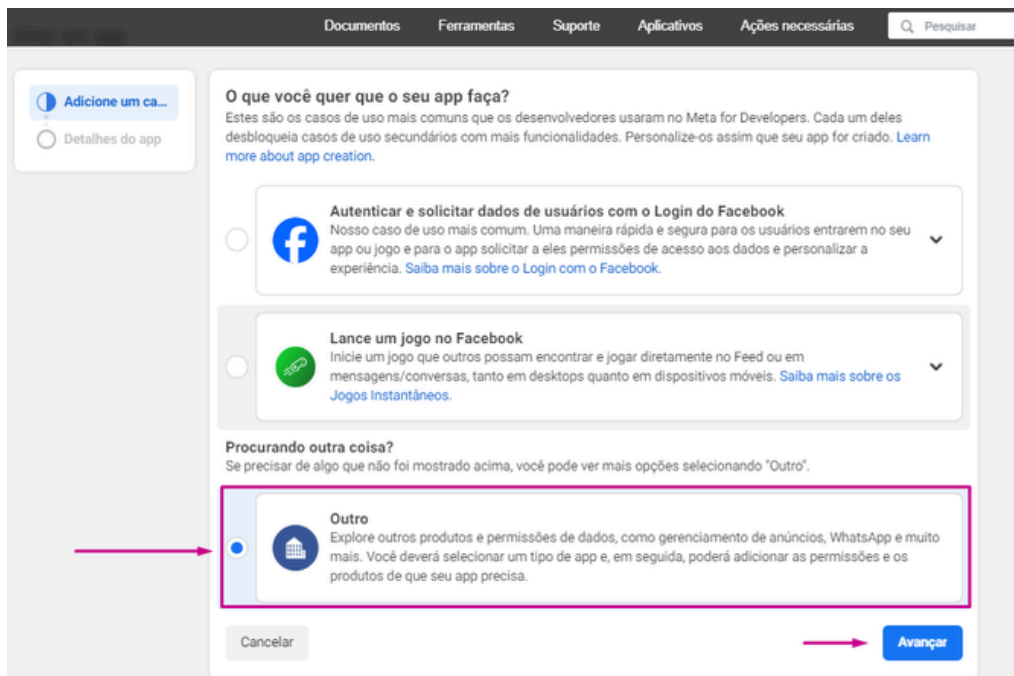 Documentos Ferramentas Suporte Aplicativos Ações necessárias Pesquisar
Adicione um ca...
Detalhes do app
O que você quer que o seu app faça?
Estes são os casos de uso mais comuns que os desenvolvedores usaram no Meta for Developers. Cada um deles
desbloqueia casos de uso secundários com mais funcionalidades. Personalize-os assim que seu app for criado. Learn
more about app creation.
Autenticar e solicitar dados de usuários com o Login do Facebook
Nosso caso de uso mais comum. Uma maneira rápida e segura para os usuários entrarem no seu
app ou jogo e para o app solicitar a eles permissões de acesso aos dados e personalizar a
experiência. Saiba mais sobre o Login com o Facebook.
Lance um jogo no Facebook
Inicie um jogo que outros possam encontrar e jogar diretamente no Feed ou em
mensagens/conversas, tanto em desktops quanto em dispositivos móveis. Saiba mais sobre os
Jogos Instantâneos.
Procurando outra coisa?
Se precisar de algo que não foi mostrado acima, você pode ver mais opções selecionando "Outro".
Outro
Explore outros produtos e permissões de dados, como gerenciamento de anúncios, WhatsApp e muito
mais. Você deverá selecionar um tipo de app e, em seguida, poderá adicionar as permissões e os
produtos de que seu app precisa.
Cancelar
Avançar